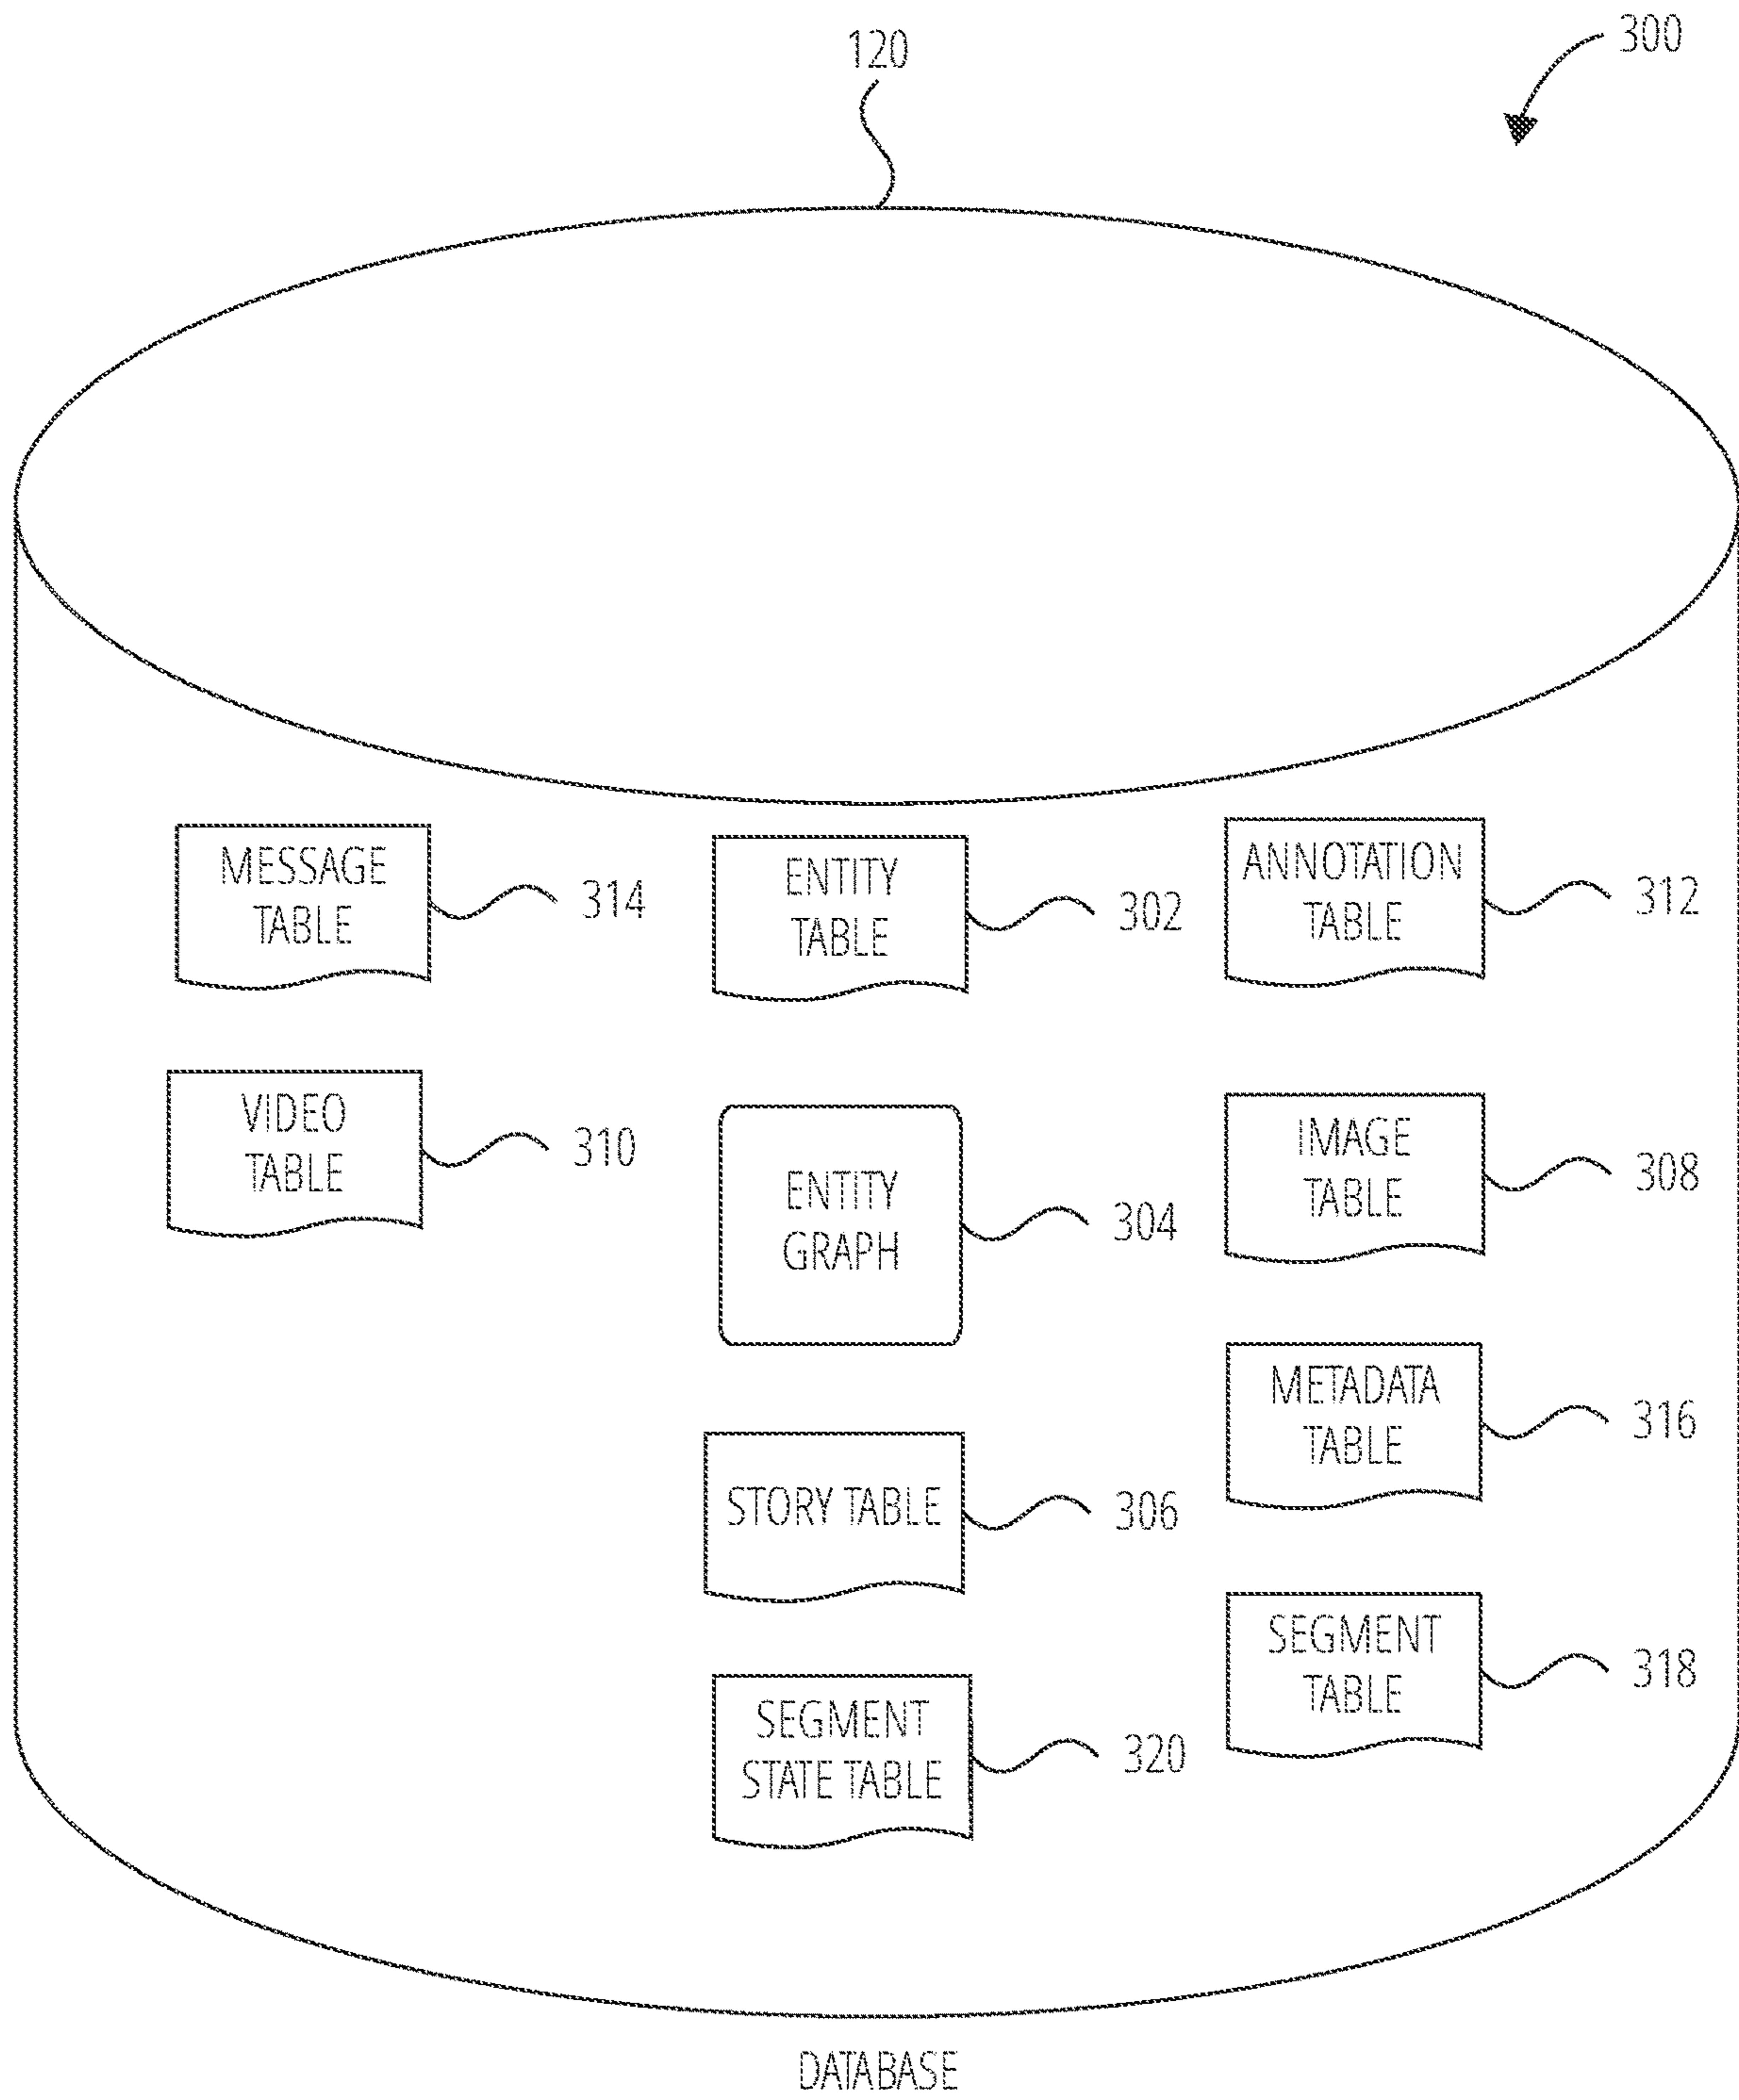 120
300
MESSAGE
TABLE
314
ENTITY
TABLE
302
ANNOTATION
TABLE
312
VIDEO
TABLE
310
ENTITY
GRAPH
304
IMAGE
TABLE
308
METADATA
TABLE
316
STORY TABLE
306
SEGMENT
TABLE
318
SEGMENT
STATE TABLE
320
DATABASE